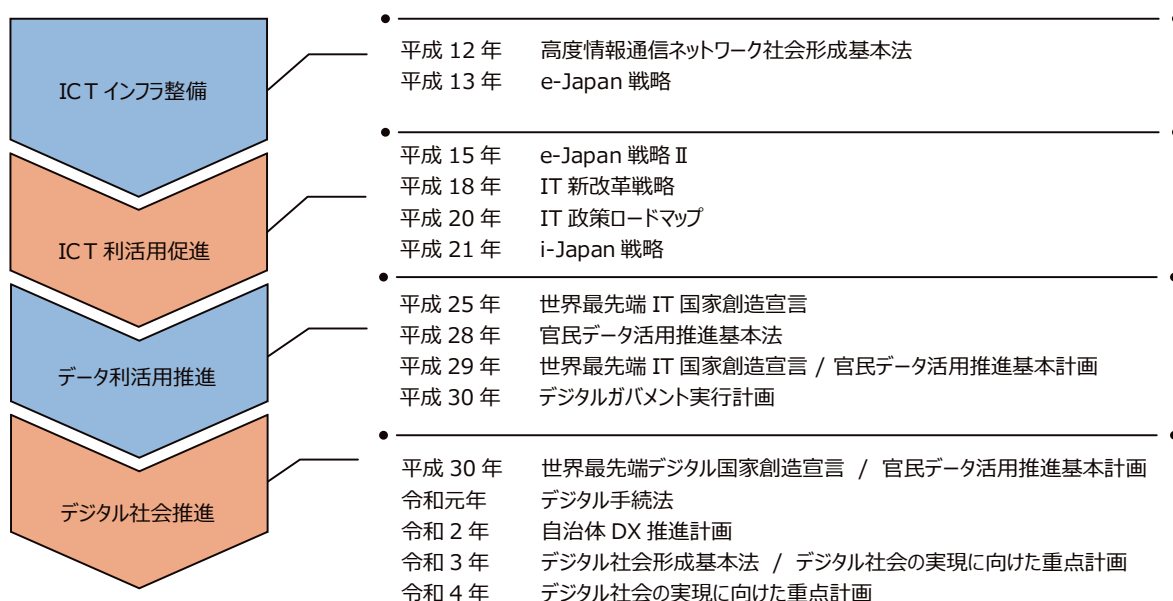 ICT インフラ整備
平成 12 年 高度情報通信ネットワーク社会形成基本法
平成 13 年 e-Japan 戦略
ICT 利活用促進
平成 15 年 e-Japan 戦略Ⅱ
平成 18 年 IT 新改革戦略
平成 20 年 IT 政策ロードマップ
平成 21 年 i-Japan 戦略
データ利活用推進
平成 25 年 世界最先端 IT 国家創造宣言
平成 28 年 官民データ活用推進基本法
平成 29 年 世界最先端 IT 国家創造宣言 / 官民データ活用推進基本計画
平成 30 年 デジタルガバメント実行計画
デジタル社会推進
平成 30 年 世界最先端デジタル国家創造宣言 / 官民データ活用推進基本計画
令和元年 デジタル手続法
令和 2 年 自治体 DX 推進計画
令和 3 年 デジタル社会形成基本法 / デジタル社会の実現に向けた重点計画
令和 4 年 デジタル社会の実現に向けた重点計画